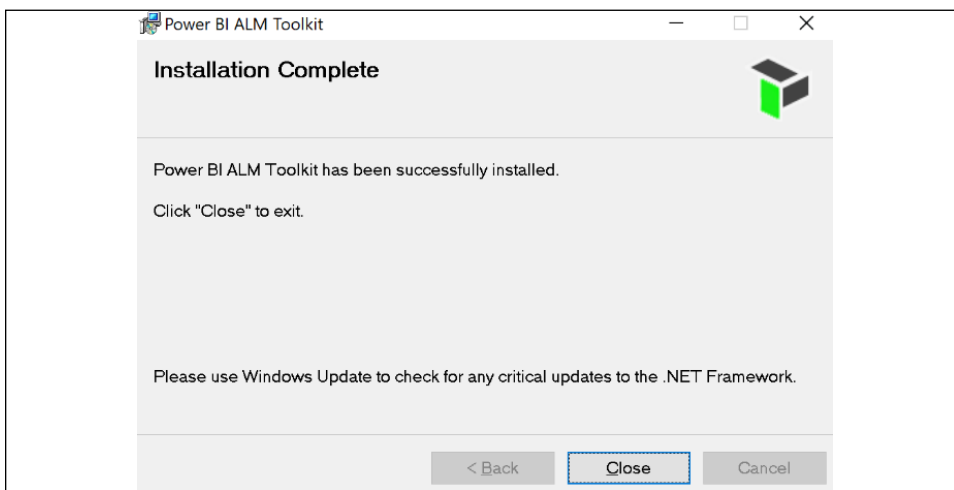 Power BI ALM Toolkit
Installation Complete
Power BI ALM Toolkit has been successfully installed.
Click "Close" to exit.
Please use Windows Update to check for any critical updates to the .NET Framework.
< Back
Close
Cancel